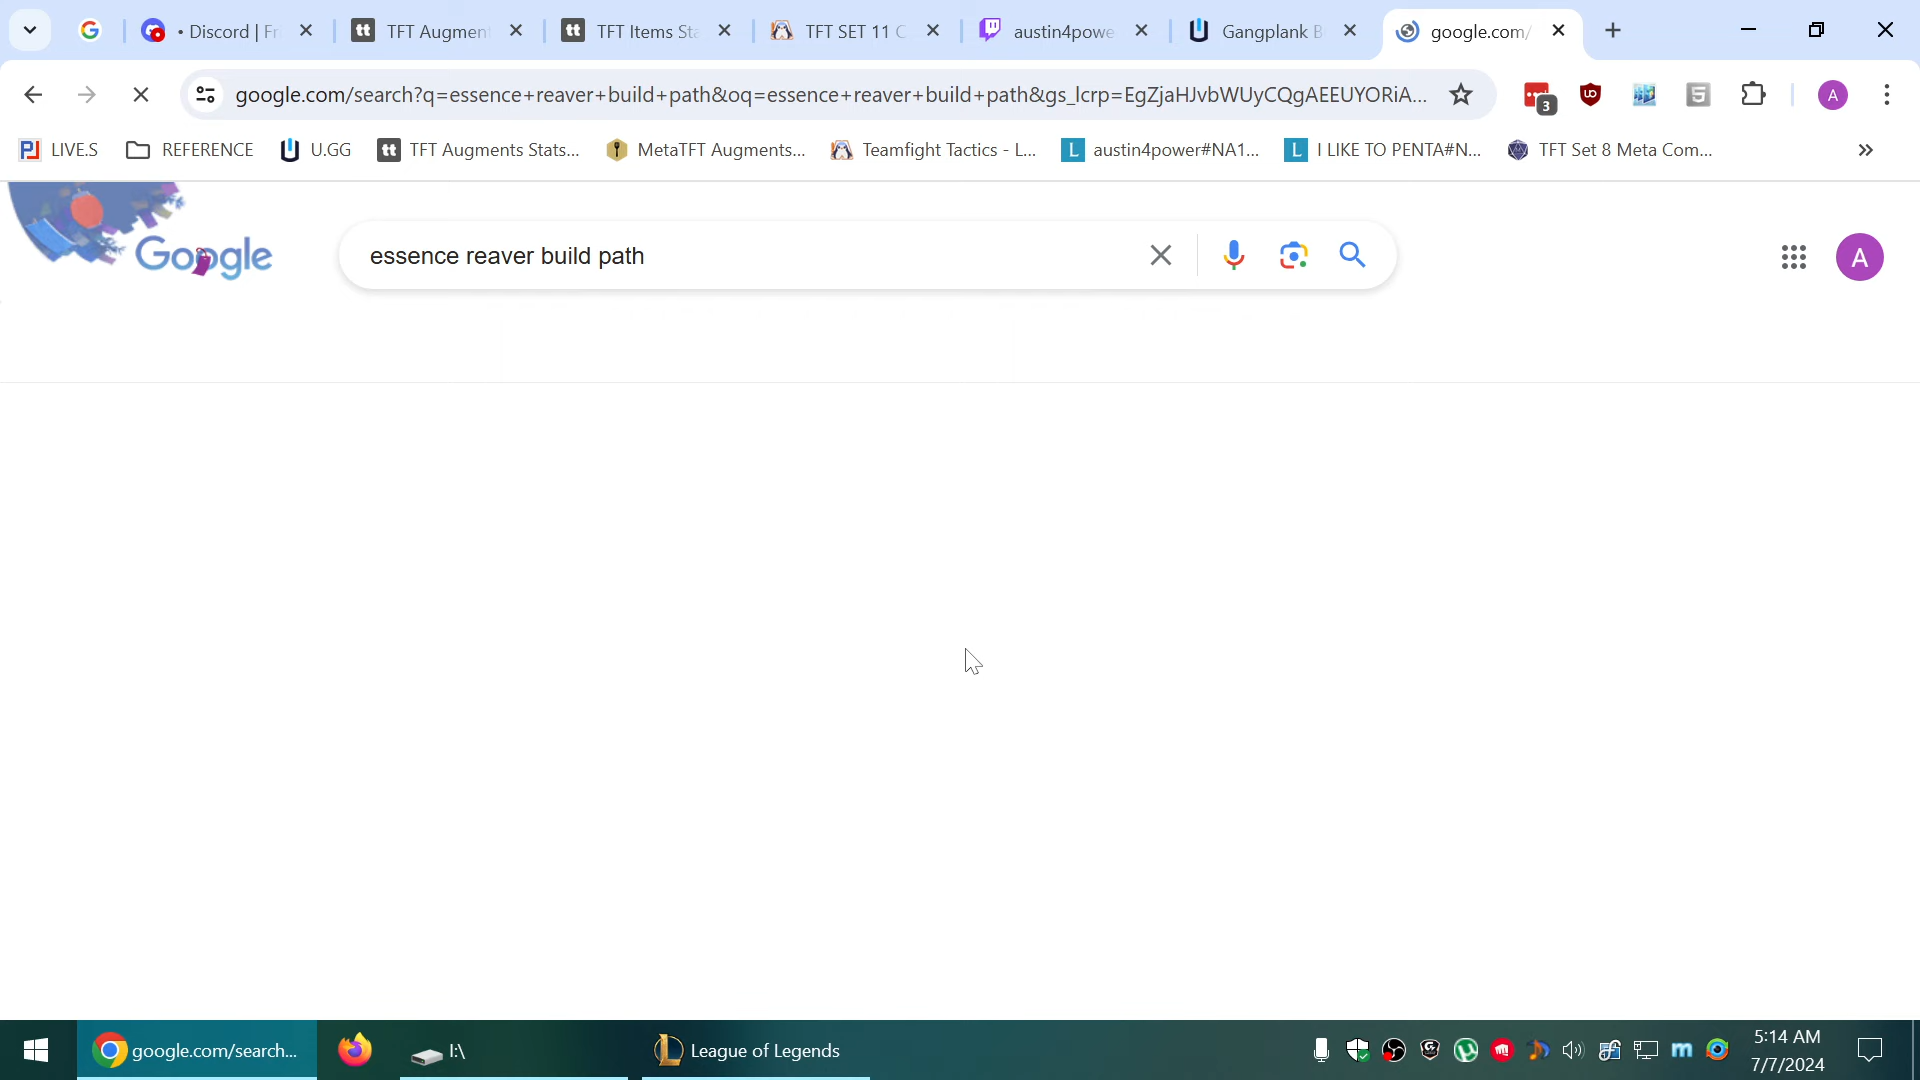 • Discord | Fri
TFT Augment
TFT Items Sta
TFT SET 11 C
austin4powe
Gangplank B
google.com/
google.com/search?q=essence+reaver+build+path&oq=essence+reaver+build+path&gs_lcrp=EgZjaHJvbWUyCQgAEEUYORiA...
3
A
LIVE.S
REFERENCE
U.GG
TFT Augments Stats...
MetaTFT Augments...
Teamfight Tactics - L...
austin4power#NA1...
I LIKE TO PENTA#N...
TFT Set 8 Meta Com...
Google
essence reaver build path
A
google.com/search...
I:\
League of Legends
5:14 AM
7/7/2024